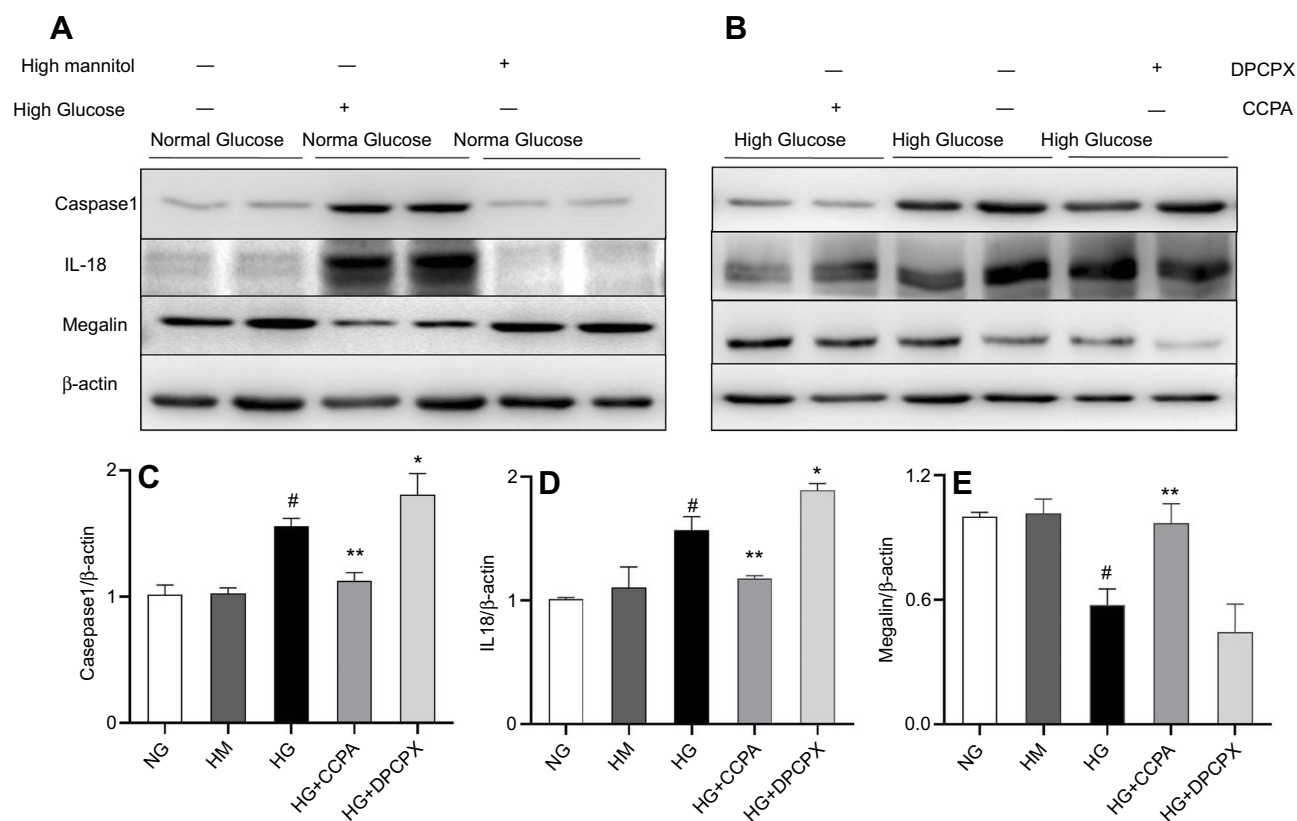 A
High mannitol — — +
High Glucose — + —
Normal Glucose Norma Glucose Norma Glucose
Caspase1
IL-18
Megalin
β-actin
B
— — + DPCPX
+ — — CCPA
High Glucose High Glucose High Glucose
C
Casepase1/β-actin
2
1
0
#
**
*
NG HM HG HG+CCPA HG+DPCPX
D
IL18/β-actin
2
1
0
#
**
*
NG HM HG HG+CCPA HG+DPCPX
E
Megalin/β-actin
1.2
0.6
0.0
#
**
NG HM HG HG+CCPA HG+DPCPX